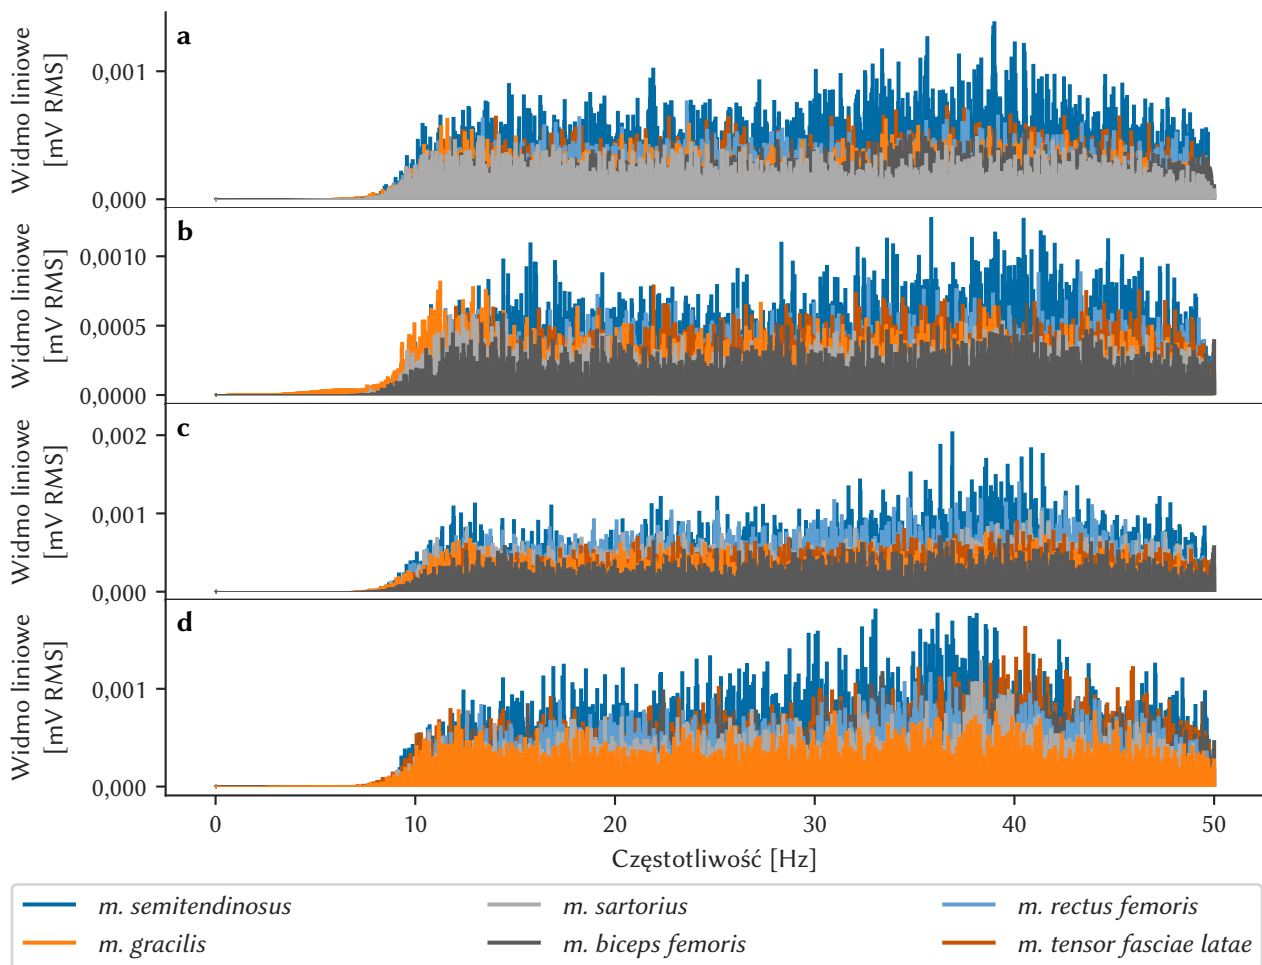 a
Widmo liniowe
[mV RMS]
0,001
0,000
b
Widmo liniowe
[mV RMS]
0,0010
0,0005
0,0000
c
Widmo liniowe
[mV RMS]
0,002
0,001
0,000
d
Widmo liniowe
[mV RMS]
0,001
0,000
0 10 20 30 40 50
Częstotliwość [Hz]
m. semitendinosus m. sartorius m. rectus femoris
m. gracilis m. biceps femoris m. tensor fasciae latae